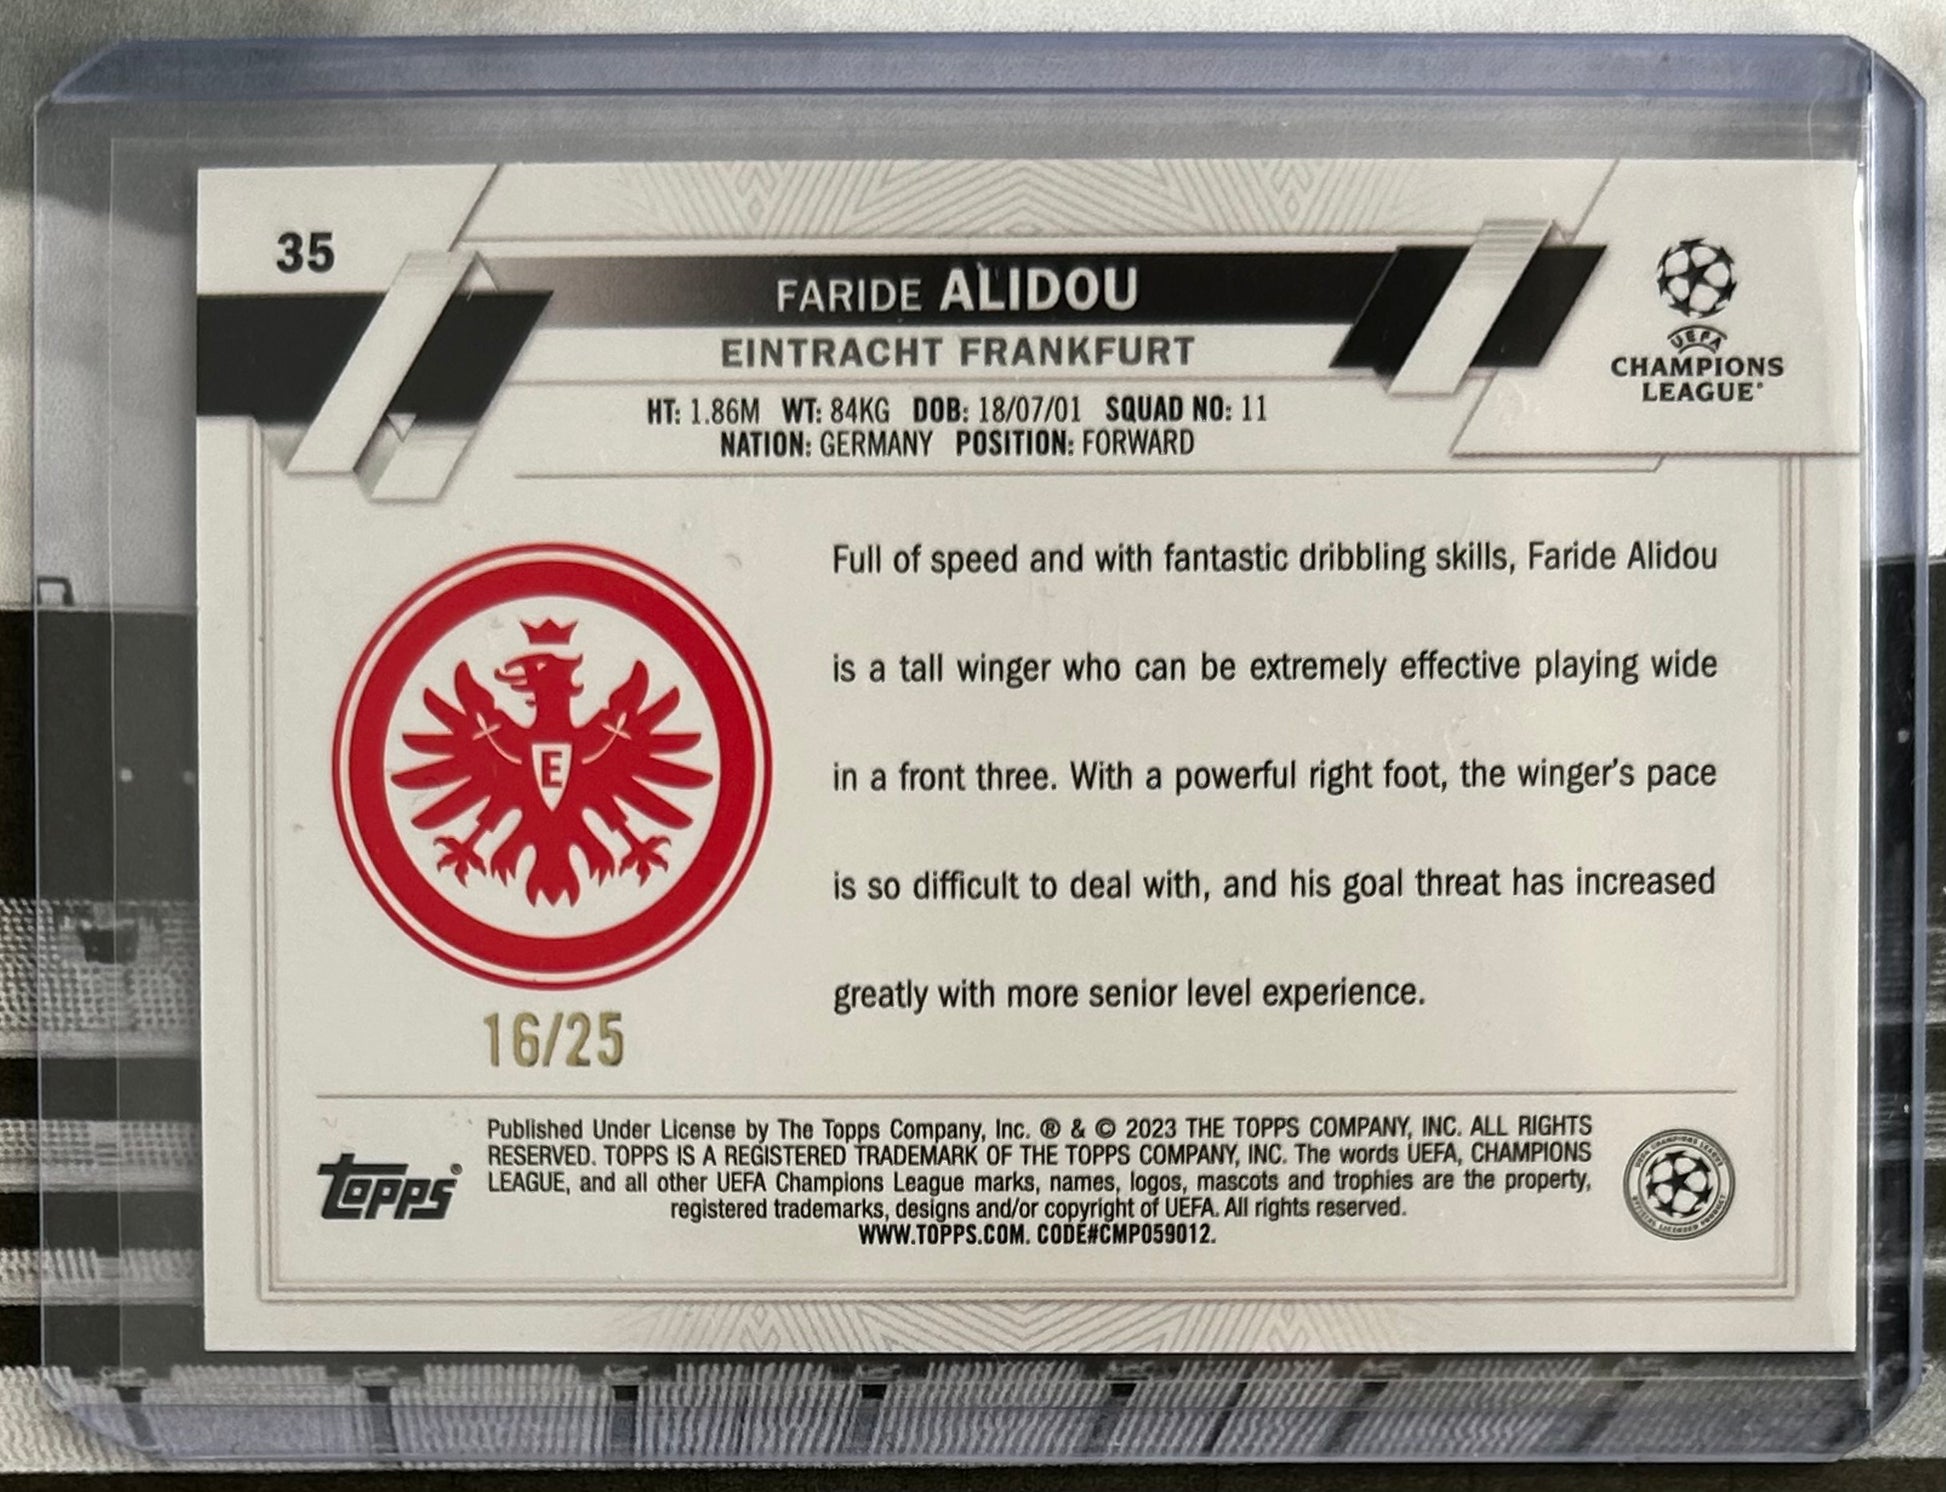 35
FARIDE ALIDOU
EINTRACHT FRANKFURT
HT: 1.86M WT: 84KG DOB: 18/07/01 SQUAD NO: 11
NATION: GERMANY POSITION: FORWARD
UEFA
CHAMPIONS
LEAGUE®
Full of speed and with fantastic dribbling skills, Faride Alidou
is a tall winger who can be extremely effective playing wide
in a front three. With a powerful right foot, the winger's pace
is so difficult to deal with, and his goal threat has increased
greatly with more senior level experience.
E
16/25
Topps®
Published Under License by The Topps Company, Inc. ® & © 2023 THE TOPPS COMPANY, INC. ALL RIGHTS
RESERVED. TOPPS IS A REGISTERED TRADEMARK OF THE TOPPS COMPANY, INC. The words UEFA, CHAMPIONS
LEAGUE, and all other UEFA Champions League marks, names, logos, mascots and trophies are the property,
registered trademarks, designs and/or copyright of UEFA. All rights reserved.
WWW.TOPPS.COM. CODE#CMP059012.
UEFA CHAMPIONS LEAGUE
OFFICIAL LICENSED PRODUCT